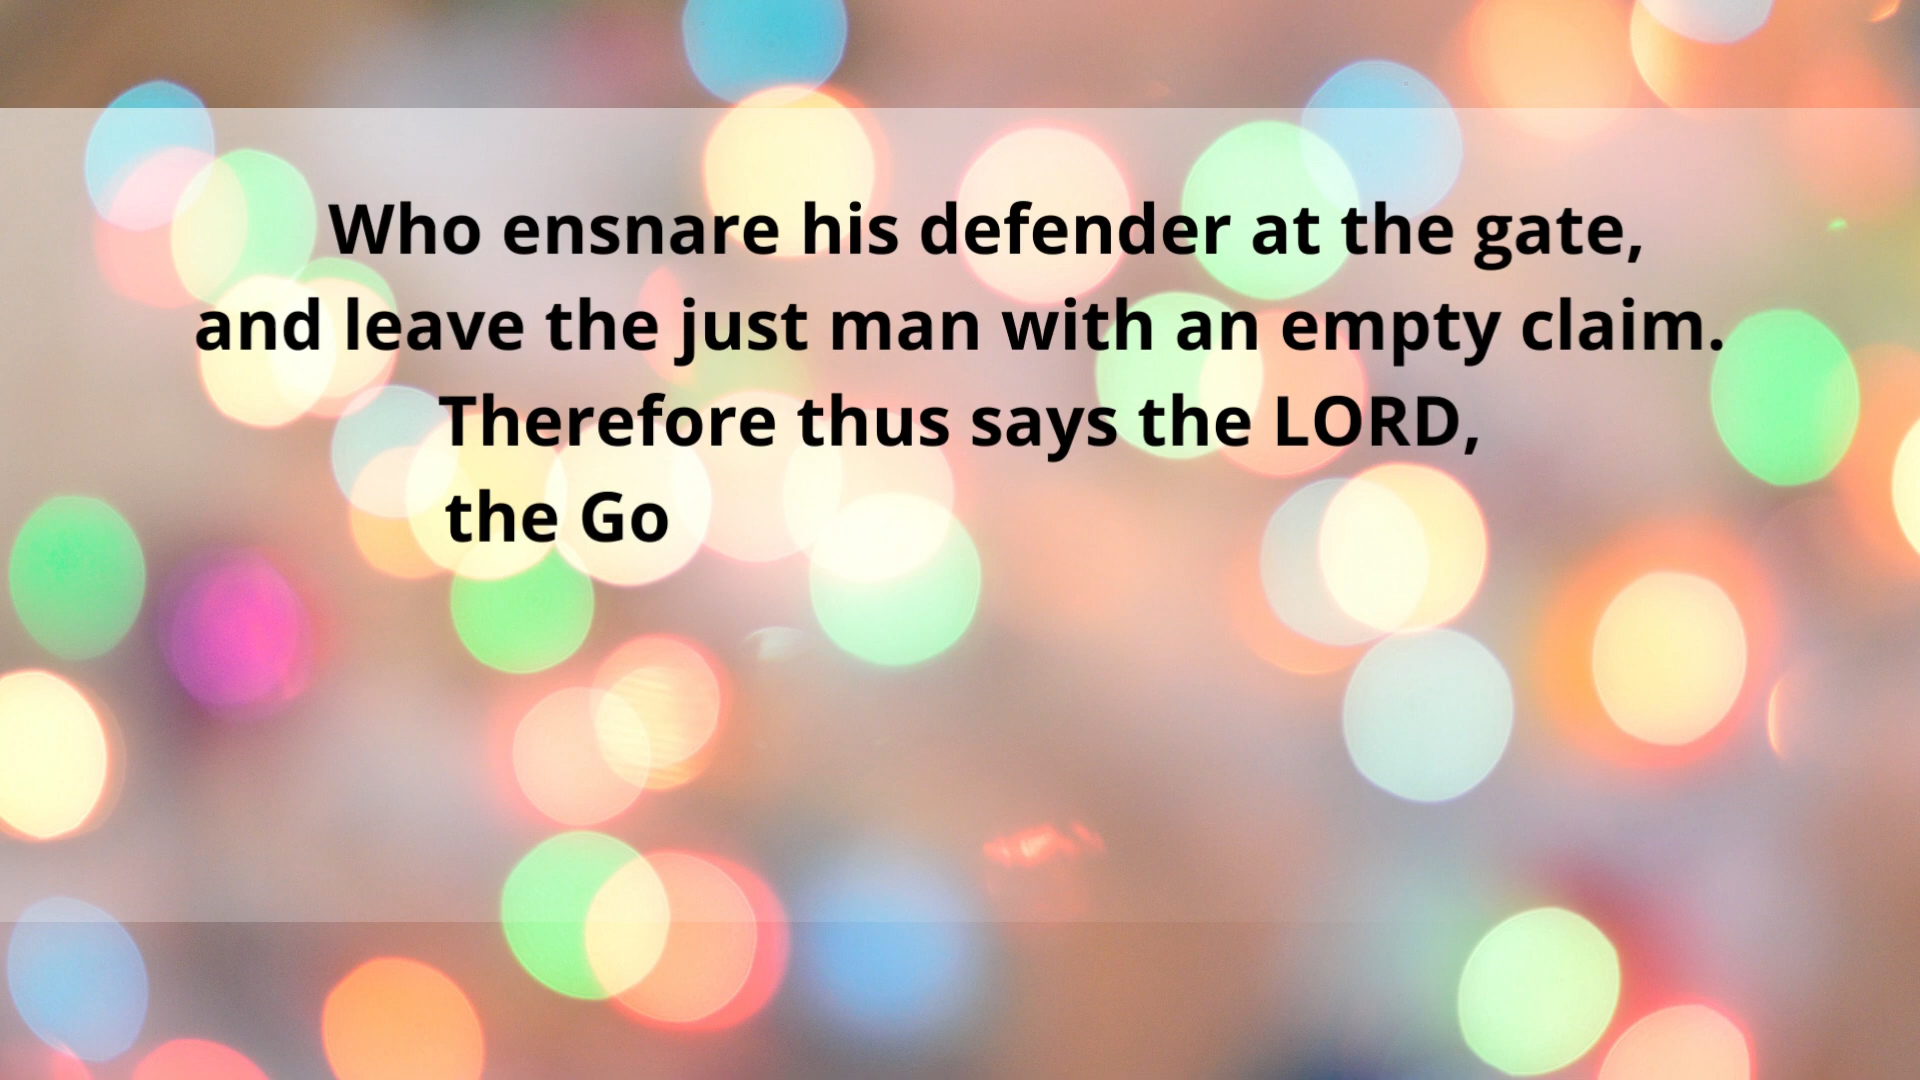 Who ensnare his defender at the gate,
and leave the just man with an empty claim.
Therefore thus says the LORD,
the Go